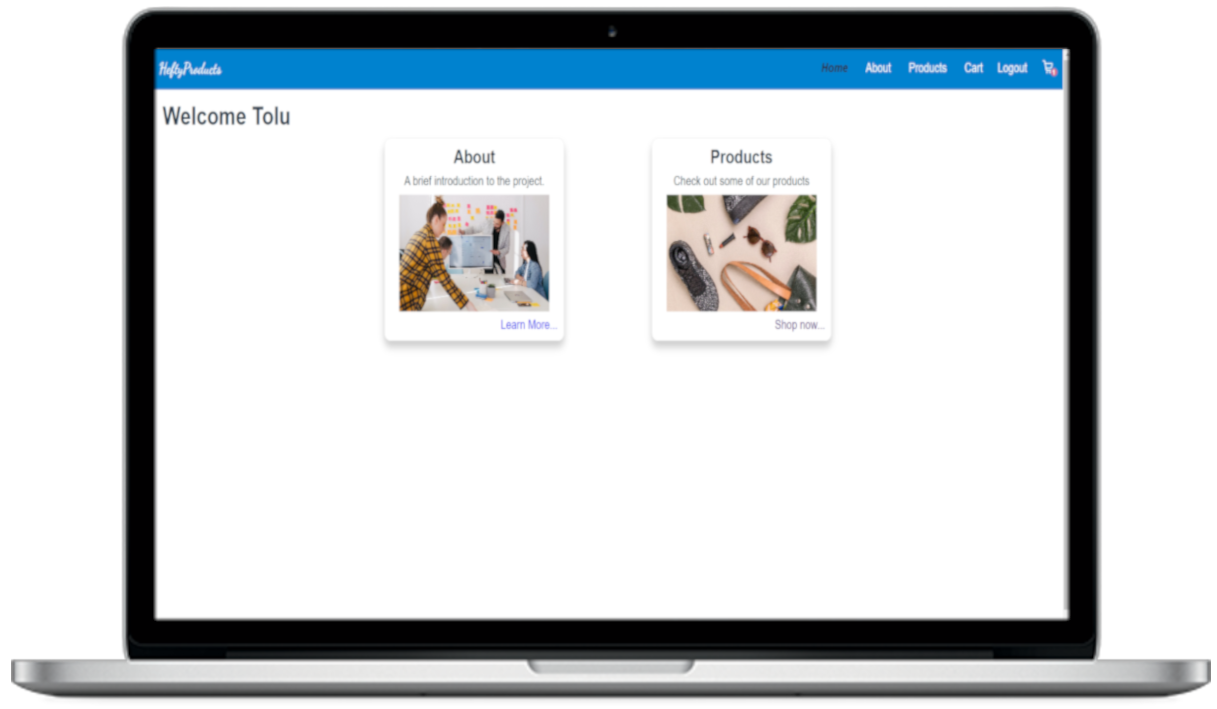 HeftyProducts
Home About Products Cart Logout
Welcome Tolu
About
A brief introduction to the project.
Learn More...
Products
Check out some of our products
Shop now...